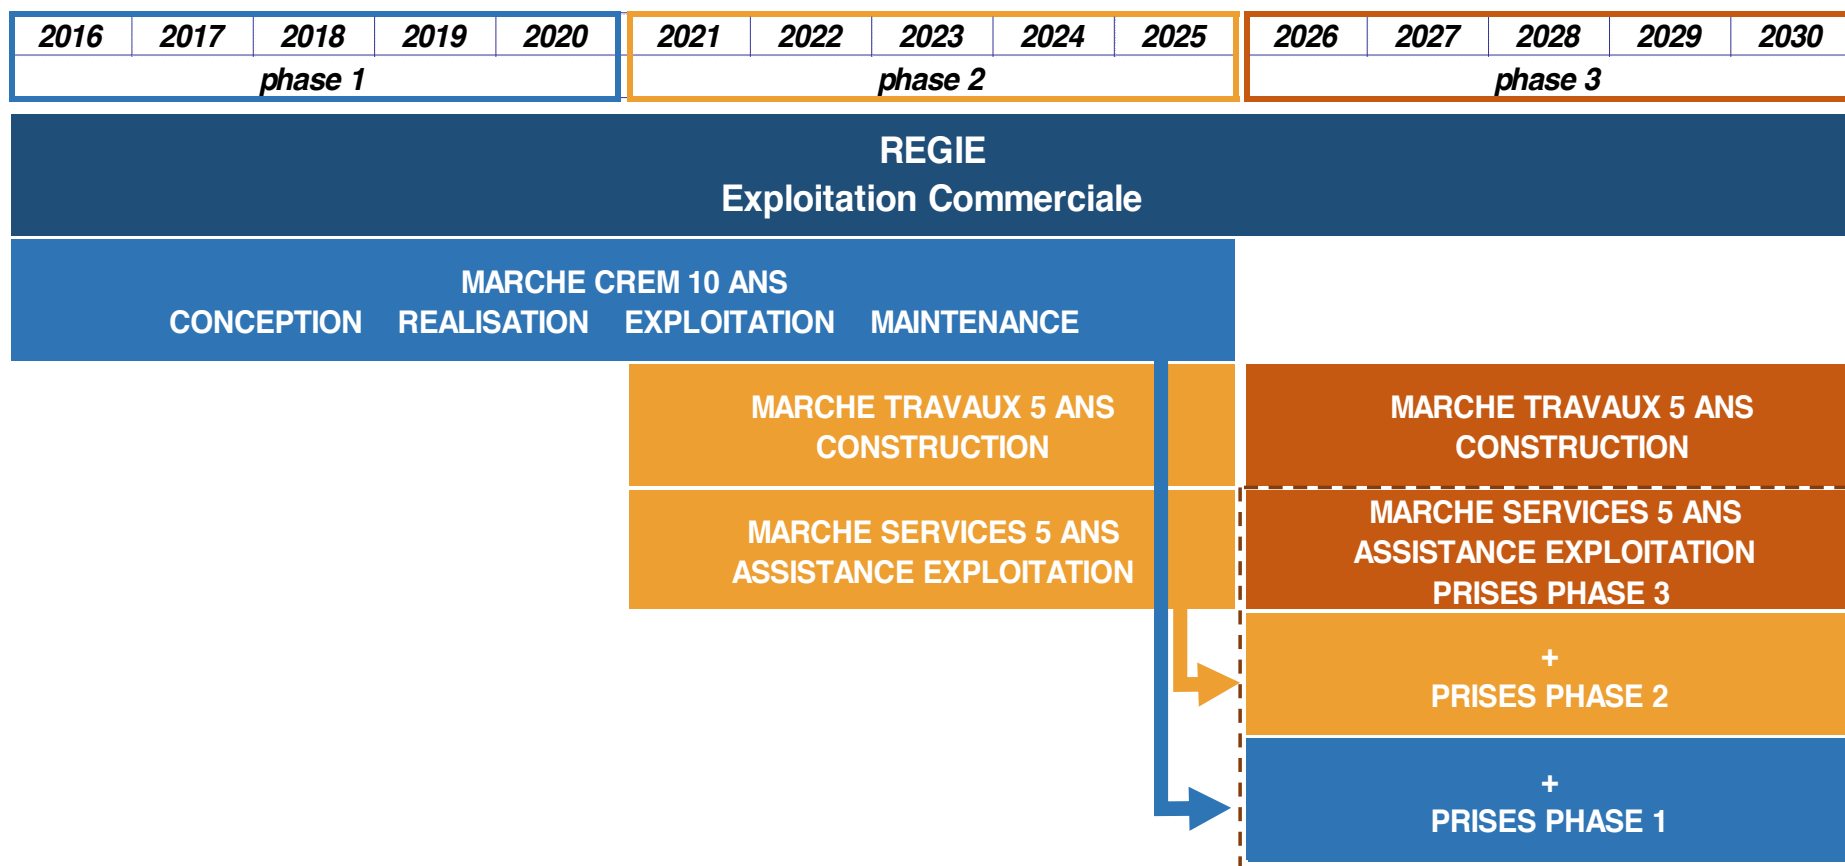 2016 2017 2018 2019 2020 2021 2022 2023 2024 2025 2026 2027 2028 2029 2030
phase 1 phase 2 phase 3
REGIE
Exploitation Commerciale
MARCHE CREM 10 ANS
CONCEPTION REALISATION EXPLOITATION MAINTENANCE
MARCHE TRAVAUX 5 ANS
CONSTRUCTION
MARCHE TRAVAUX 5 ANS
CONSTRUCTION
MARCHE SERVICES 5 ANS
ASSISTANCE EXPLOITATION
MARCHE SERVICES 5 ANS
ASSISTANCE EXPLOITATION
PRISES PHASE 3
+
PRISES PHASE 2
+
PRISES PHASE 1